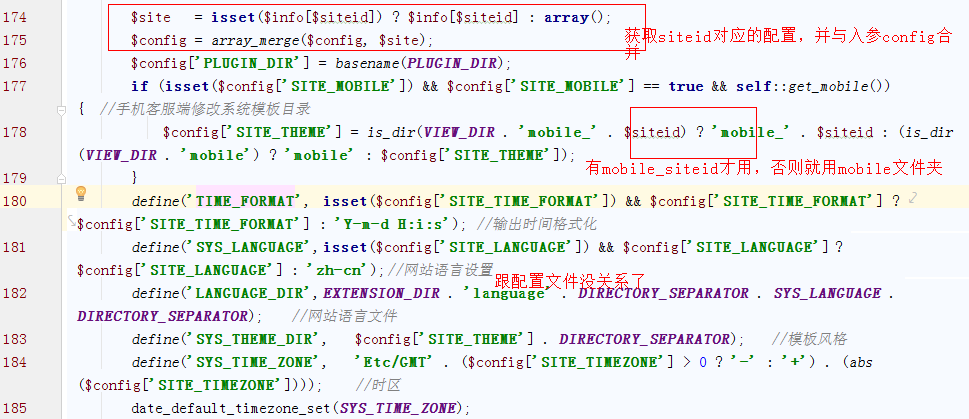 174 $site = isset($info[$siteid]) ? $info[$siteid] : array();
175 $config = array_merge($config, $site);
获取siteid对应的配置，并与入参config合
并
176 $config['PLUGIN_DIR'] = basename(PLUGIN_DIR);
177 if (isset($config['SITE_MOBILE']) && $config['SITE_MOBILE'] == true && self::get_mobile())
{ //手机客服端修改系统模板目录
178 $config['SITE_THEME'] = is_dir(VIEW_DIR . 'mobile_' . $siteid) ? 'mobile_' . $siteid : (is_dir
(VIEW_DIR . 'mobile') ? 'mobile' : $config['SITE_THEME']);
有mobile_siteid才用，否则就用mobile文件夹
179 }
180 define('TIME_FORMAT', isset($config['SITE_TIME_FORMAT']) && $config['SITE_TIME_FORMAT'] ?
$config['SITE_TIME_FORMAT'] : 'Y-m-d H:i:s'); //输出时间格式化
181 define('SYS_LANGUAGE',isset($config['SITE_LANGUAGE']) && $config['SITE_LANGUAGE'] ?
$config['SITE_LANGUAGE'] : 'zh-cn');//网站语言设置
跟配置文件没关系了
182 define('LANGUAGE_DIR',EXTENSION_DIR . 'language' . DIRECTORY_SEPARATOR . SYS_LANGUAGE .
DIRECTORY_SEPARATOR); //网站语言文件
183 define('SYS_THEME_DIR', $config['SITE_THEME'] . DIRECTORY_SEPARATOR); //模板风格
184 define('SYS_TIME_ZONE', 'Etc/GMT' . ($config['SITE_TIMEZONE'] > 0 ? '-' : '+') . (abs
($config['SITE_TIMEZONE']))); //时区
185 date_default_timezone_set(SYS_TIME_ZONE);